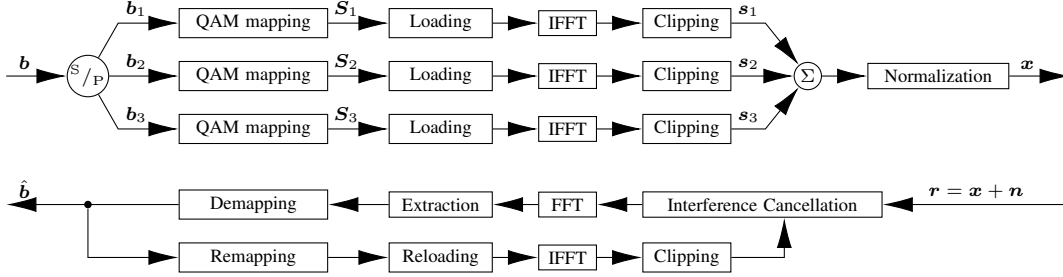 b₁ QAM mapping S₁ Loading IFFT Clipping s₁
b S/P b₂ QAM mapping S₂ Loading IFFT Clipping s₂ Σ Normalization x
b₃ QAM mapping S₃ Loading IFFT Clipping s₃
b̂ Demapping Extraction FFT Interference Cancellation r = x + n
Remapping Reloading IFFT Clipping